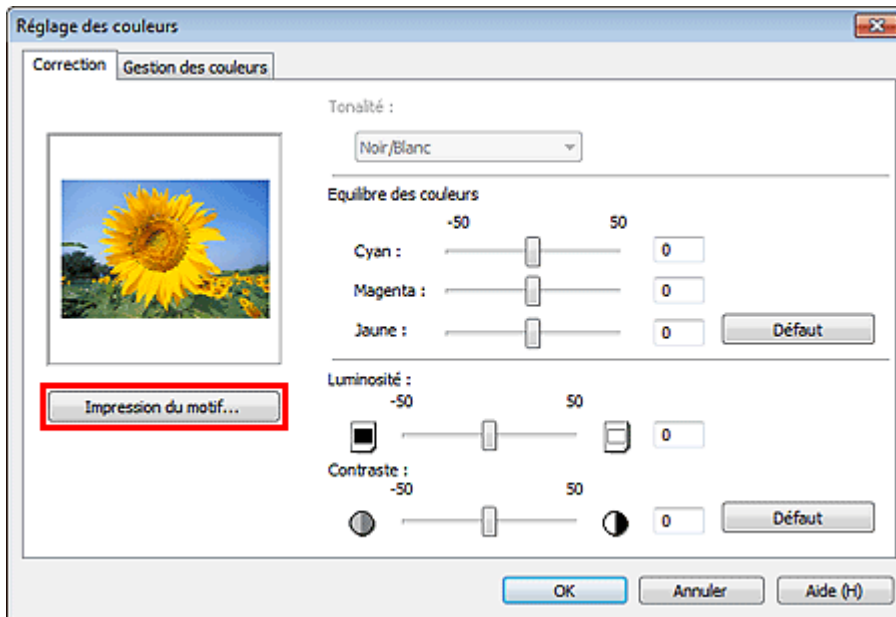 Réglage des couleurs
Correction
Gestion des couleurs
Tonalité :
Noir/Blanc
Equilibre des couleurs
-50 50
Cyan : 0
Magenta : 0
Jaune : 0
Défaut
Impression du motif...
Luminosité :
-50 50
0
Contraste :
-50 50
0
Défaut
OK
Annuler
Aide (H)